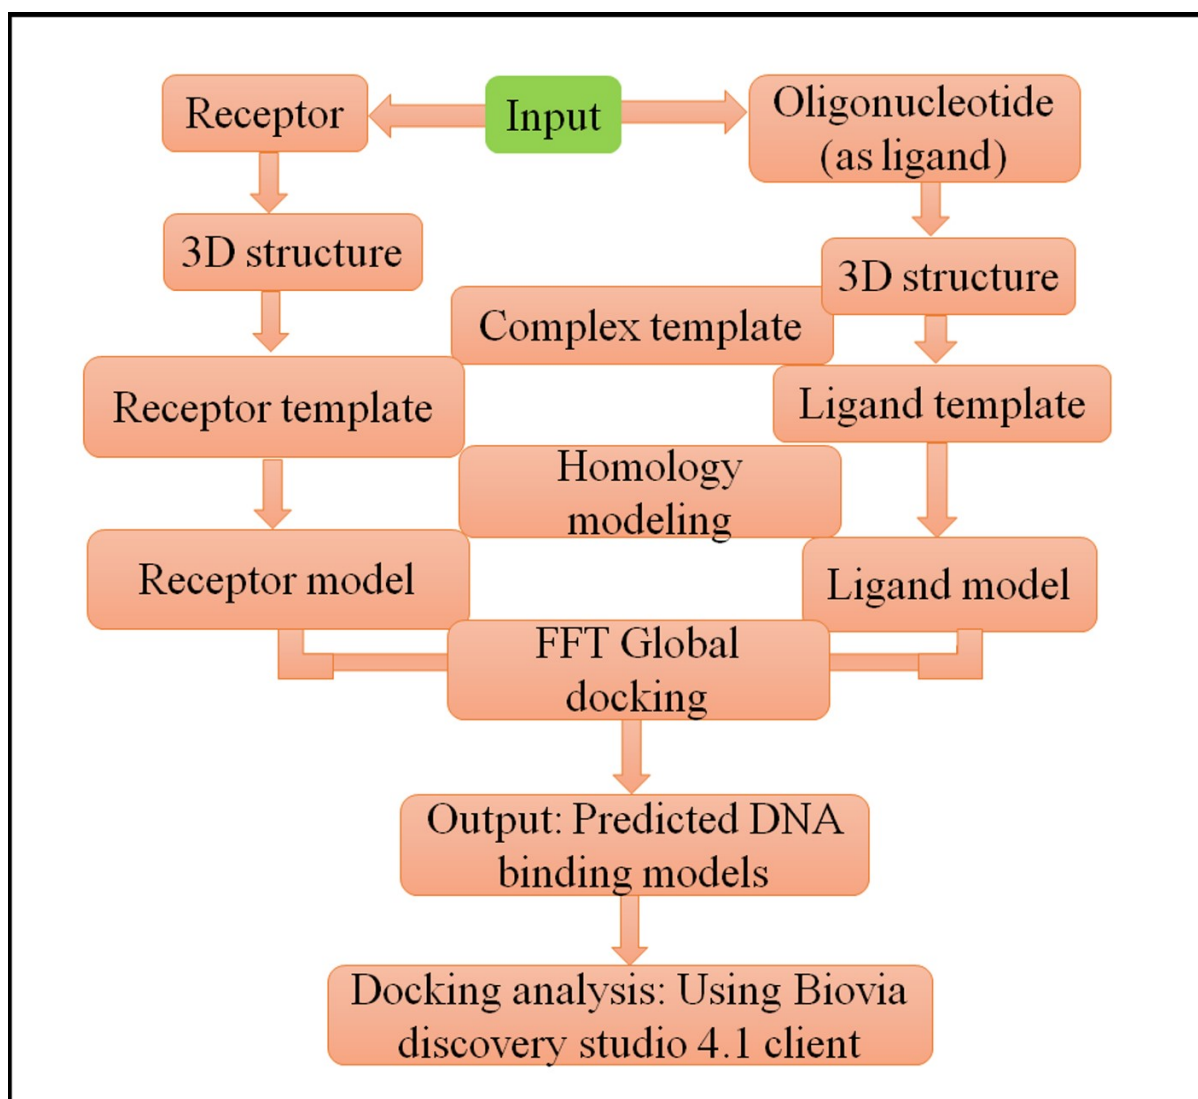 Receptor
Input
Oligonucleotide
(as ligand)
3D structure
3D structure
Complex template
Receptor template
Ligand template
Homology
modeling
Receptor model
Ligand model
FFT Global
docking
Output: Predicted DNA
binding models
Docking analysis: Using Biovia
discovery studio 4.1 client